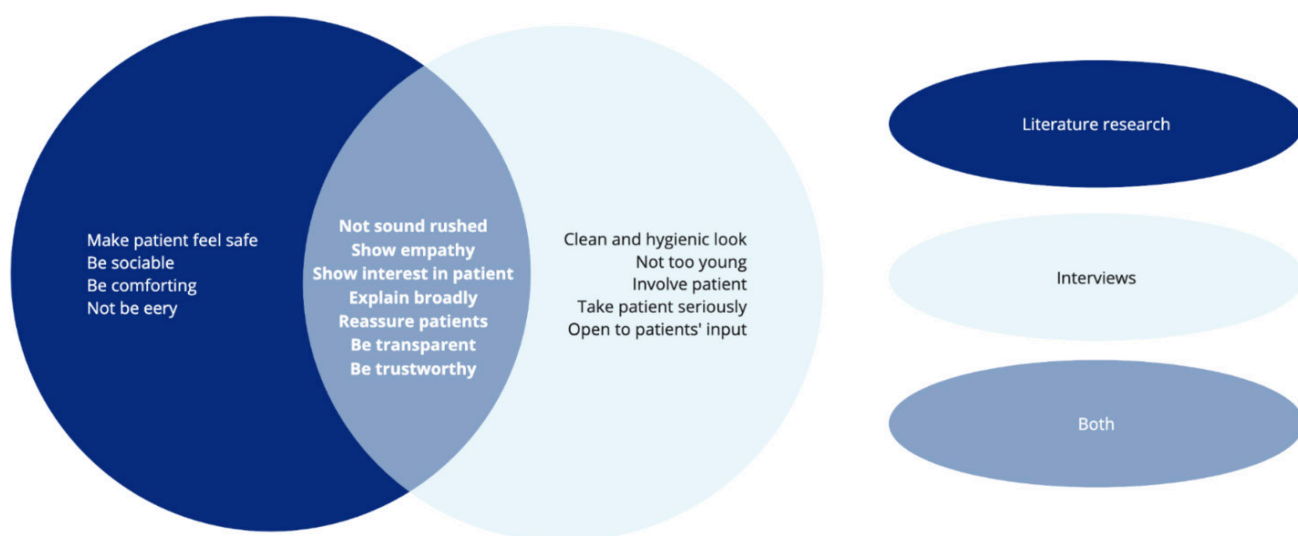 Make patient feel safe
Be sociable
Be comforting
Not be eery
Not sound rushed
Show empathy
Show interest in patient
Explain broadly
Reassure patients
Be transparent
Be trustworthy
Clean and hygienic look
Not too young
Involve patient
Take patient seriously
Open to patients' input
Literature research
Interviews
Both